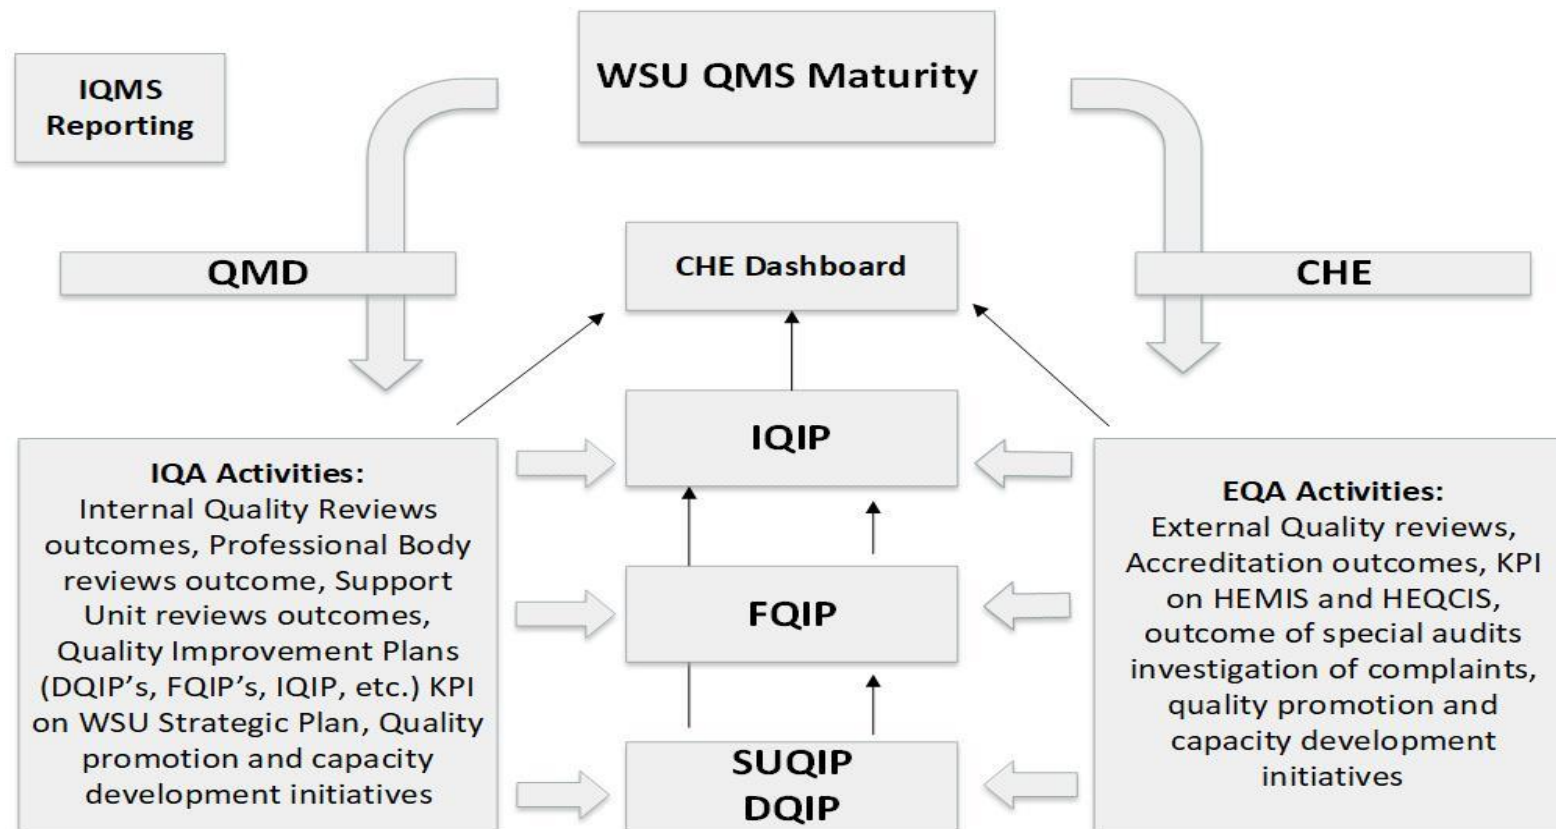 IQMS
Reporting
WSU QMS Maturity
QMD
CHE Dashboard
CHE
IQIP
IQA Activities:
Internal Quality Reviews
outcomes, Professional Body
reviews outcome, Support
Unit reviews outcomes,
Quality Improvement Plans
(DQIP’s, FQIP’s, IQIP, etc.) KPI
on WSU Strategic Plan, Quality
promotion and capacity
development initiatives
EQA Activities:
External Quality reviews,
Accreditation outcomes, KPI
on HEMIS and HEQCIS,
outcome of special audits
investigation of complaints,
quality promotion and
capacity development
initiatives
FQIP
SUQIP
DQIP